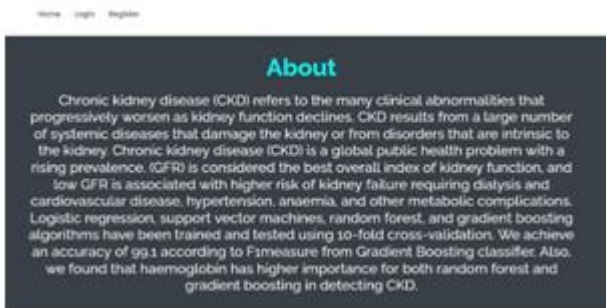 Home Login Register
About
Chronic kidney disease (CKD) refers to the many clinical abnormalities that
progressively worsen as kidney function declines. CKD results from a large number
of systemic diseases that damage the kidney or from disorders that are intrinsic to
the kidney. Chronic kidney disease (CKD) is a global public health problem with a
rising prevalence. (GFR) is considered the best overall index of kidney function, and
low GFR is associated with higher risk of kidney failure requiring dialysis and
cardiovascular disease, hypertension, anaemia, and other metabolic complications.
Logistic regression, support vector machines, random forest, and gradient boosting
algorithms have been trained and tested using 10-fold cross-validation. We achieve
an accuracy of 99.1 according to F1measure from Gradient Boosting classifier. Also,
we found that haemoglobin has higher importance for both random forest and
gradient boosting in detecting CKD.